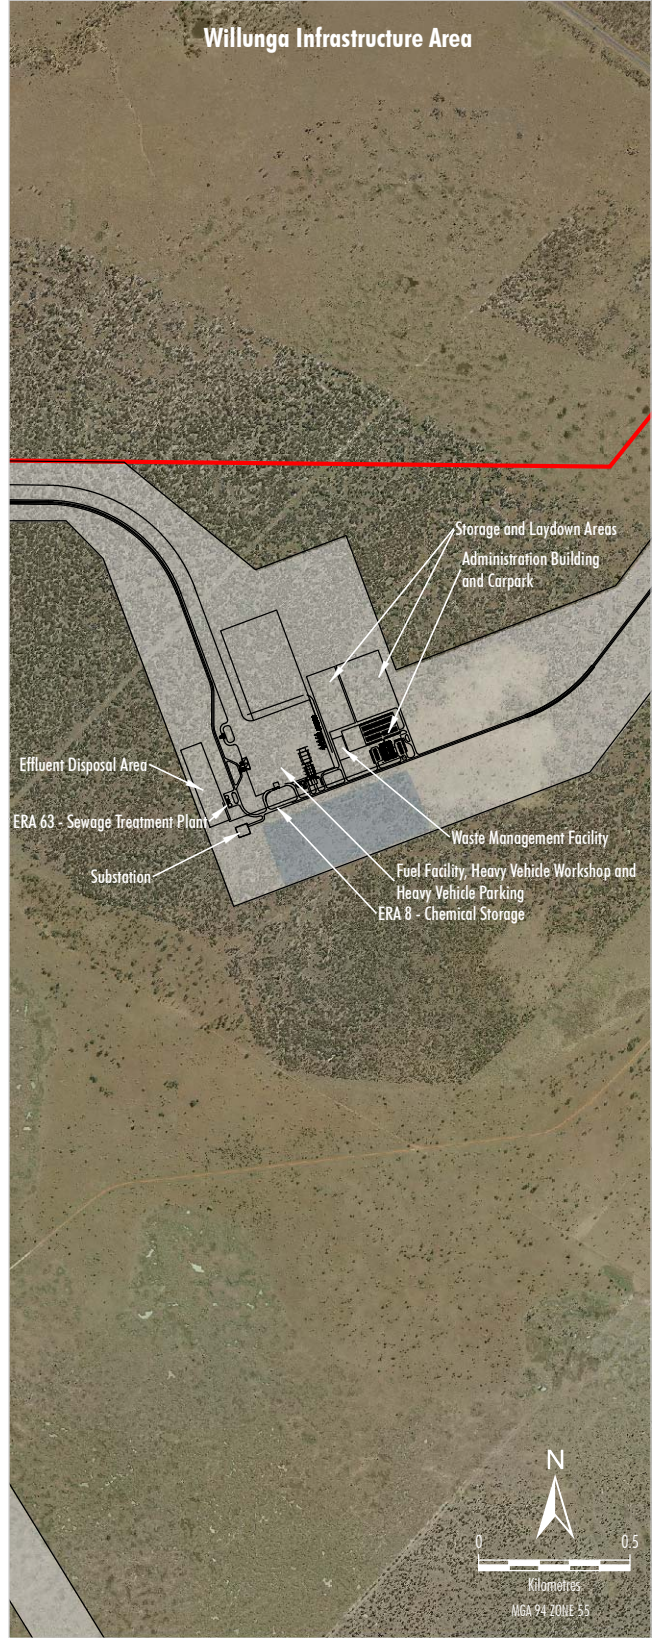 Willunga Infrastructure Area
Storage and Laydown Areas
Administration Building
and Carpark
Effluent Disposal Area
ERA 63 - Sewage Treatment Plant
Waste Management Facility
Substation
Fuel Facility, Heavy Vehicle Workshop and
Heavy Vehicle Parking
ERA 8 - Chemical Storage
N
0 0.5
Kilometres
MGA 94 ZONE 55